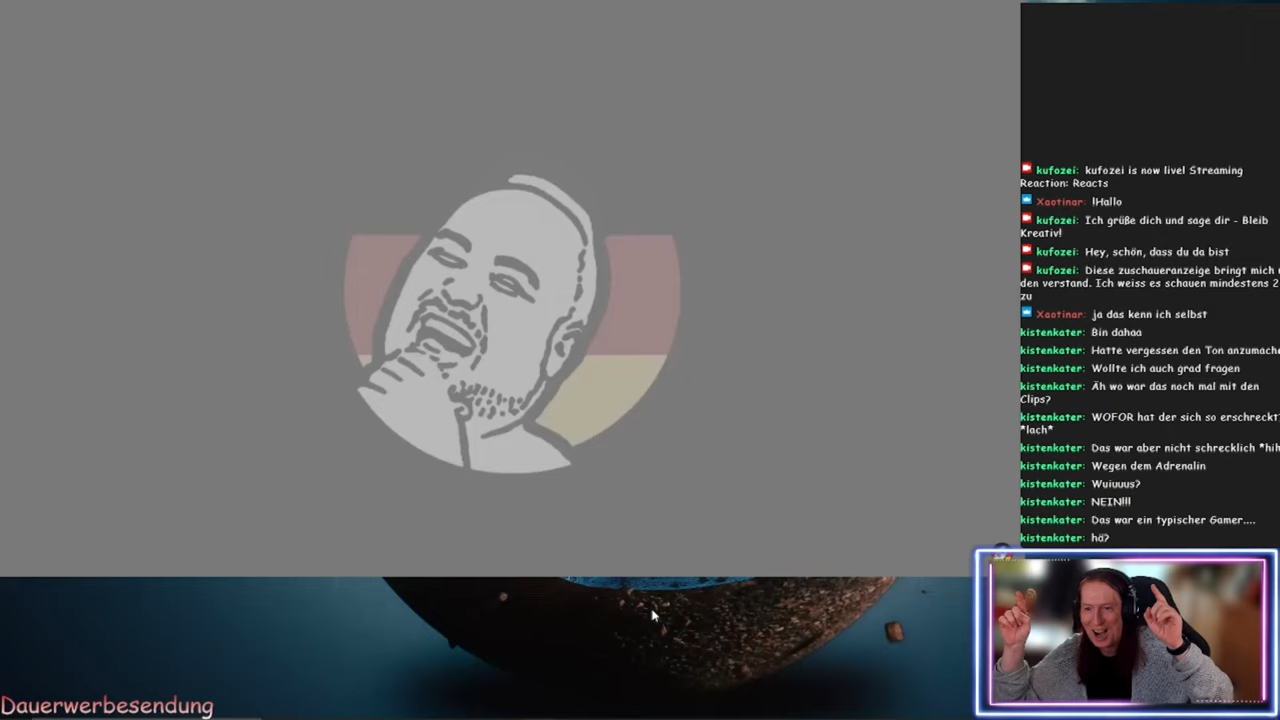 kufozei: kufozei is now live! Streaming
Reaction: Reacts
Xaotinar: !Hallo
kufozei: Ich grüße dich und sage dir - Bleib
Kreativ!
kufozei: Hey, schön, dass du da bist
kufozei: Diese zuschaueranzeige bringt mich
den verstand. Ich weiss es schauen mindestens 2
zu
Xaotinar: ja das kenn ich selbst
kistenkater: Bin dahaa
kistenkater: Hatte vergessen den Ton anzumache
kistenkater: Wollte ich auch grad fragen
kistenkater: Äh wo war das noch mal mit den
Clips?
kistenkater: WOFOR hat der sich so erschreckt
*lach*
kistenkater: Das war aber nicht schrecklich *hih
kistenkater: Wegen dem Adrenalin
kistenkater: Wuiuuus?
kistenkater: NEIN!!!
kistenkater: Das war ein typischer Gamer....
kistenkater: hä?
Dauerwerbesendung